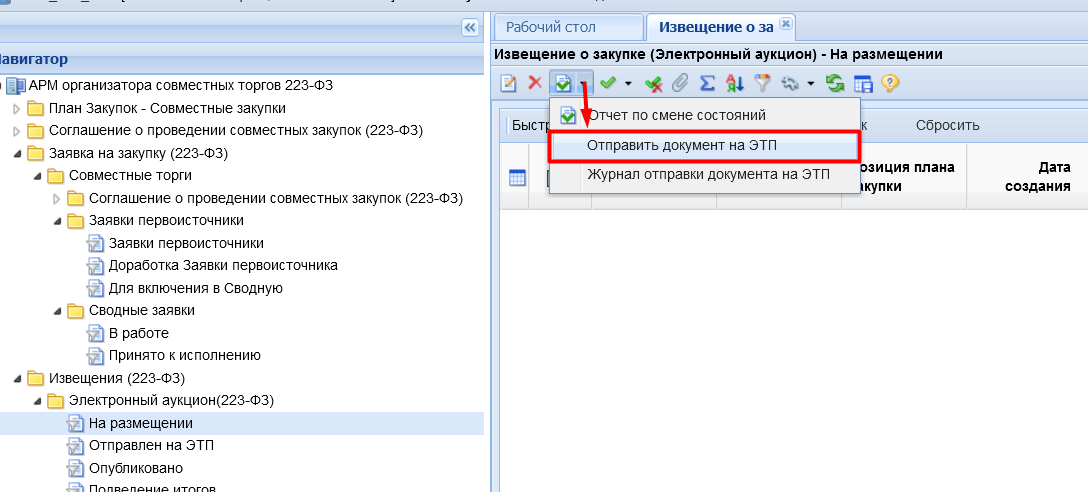 Навигатор
АРМ организатора совместных торгов 223-ФЗ
План Закупок - Совместные закупки
Соглашение о проведении совместных закупок (223-ФЗ)
Заявка на закупку (223-ФЗ)
Совместные торги
Соглашение о проведении совместных закупок (223-ФЗ)
Заявки первоисточники
Заявки первоисточники
Доработка Заявки первоисточника
Для включения в Сводную
Сводные заявки
В работе
Принято к исполнению
Извещения (223-ФЗ)
Электронный аукцион(223-ФЗ)
На размещении
Отправлен на ЭТП
Опубликовано
Подведение итогов
Рабочий стол
Извещение о за
Извещение о закупке (Электронный аукцион) - На размещении
Отчет по смене состояний
Отправить документ на ЭТП
Журнал отправки документа на ЭТП
Быстр
к
Сбросить
озиция плана
акупки
Дата
создания